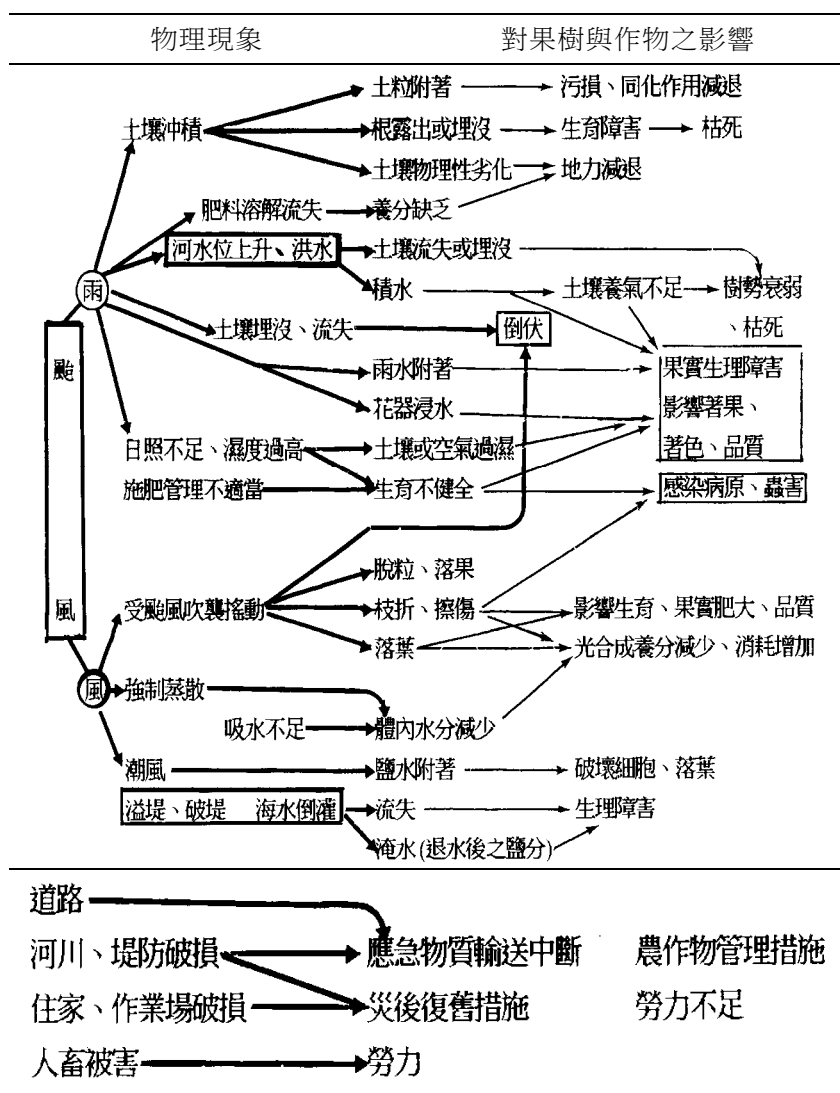 物理現象 對果樹與作物之影響
土粒附著 污損、同化作用減退
土壤沖積 根露出或埋沒 生育障害 枯死
土壤物理性劣化 地力減退
肥料溶解流失 養分缺乏
河水位上升、洪水 土壤流失或埋沒
雨 積水 土壤養氣不足 樹勢衰弱
土壤埋沒、流失 倒伏 、枯死
颱 雨水附著 果實生理障害
花器浸水 影響著果、
日照不足、濕度過高 土壤或空氣過濕 著色、品質
施肥管理不適當 生育不健全 感染病原、蟲害
脫粒、落果
風 受颱風吹襲搖動 枝折、擦傷 影響生育、果實肥大、品質
落葉 光合成養分減少、消耗增加
風 強制蒸散
吸水不足 體內水分減少
潮風 鹽水附著 破壞細胞、落葉
溢堤、破堤 海水倒灌 流失 生理障害
淹水(退水後之鹽分)
道路
河川、堤防破損 應急物質輸送中斷 農作物管理措施
住家、作業場破損 災後復舊措施 勞力不足
人畜被害 勞力